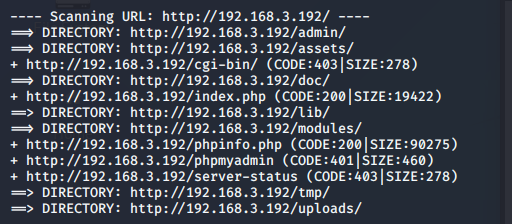 ---- Scanning URL: http://192.168.3.192/ ----
==> DIRECTORY: http://192.168.3.192/admin/
==> DIRECTORY: http://192.168.3.192/assets/
+ http://192.168.3.192/cgi-bin/ (CODE:403|SIZE:278)
==> DIRECTORY: http://192.168.3.192/doc/
+ http://192.168.3.192/index.php (CODE:200|SIZE:19422)
==> DIRECTORY: http://192.168.3.192/lib/
==> DIRECTORY: http://192.168.3.192/modules/
+ http://192.168.3.192/phpinfo.php (CODE:200|SIZE:90275)
+ http://192.168.3.192/phpmyadmin (CODE:401|SIZE:460)
+ http://192.168.3.192/server-status (CODE:403|SIZE:278)
==> DIRECTORY: http://192.168.3.192/tmp/
==> DIRECTORY: http://192.168.3.192/uploads/